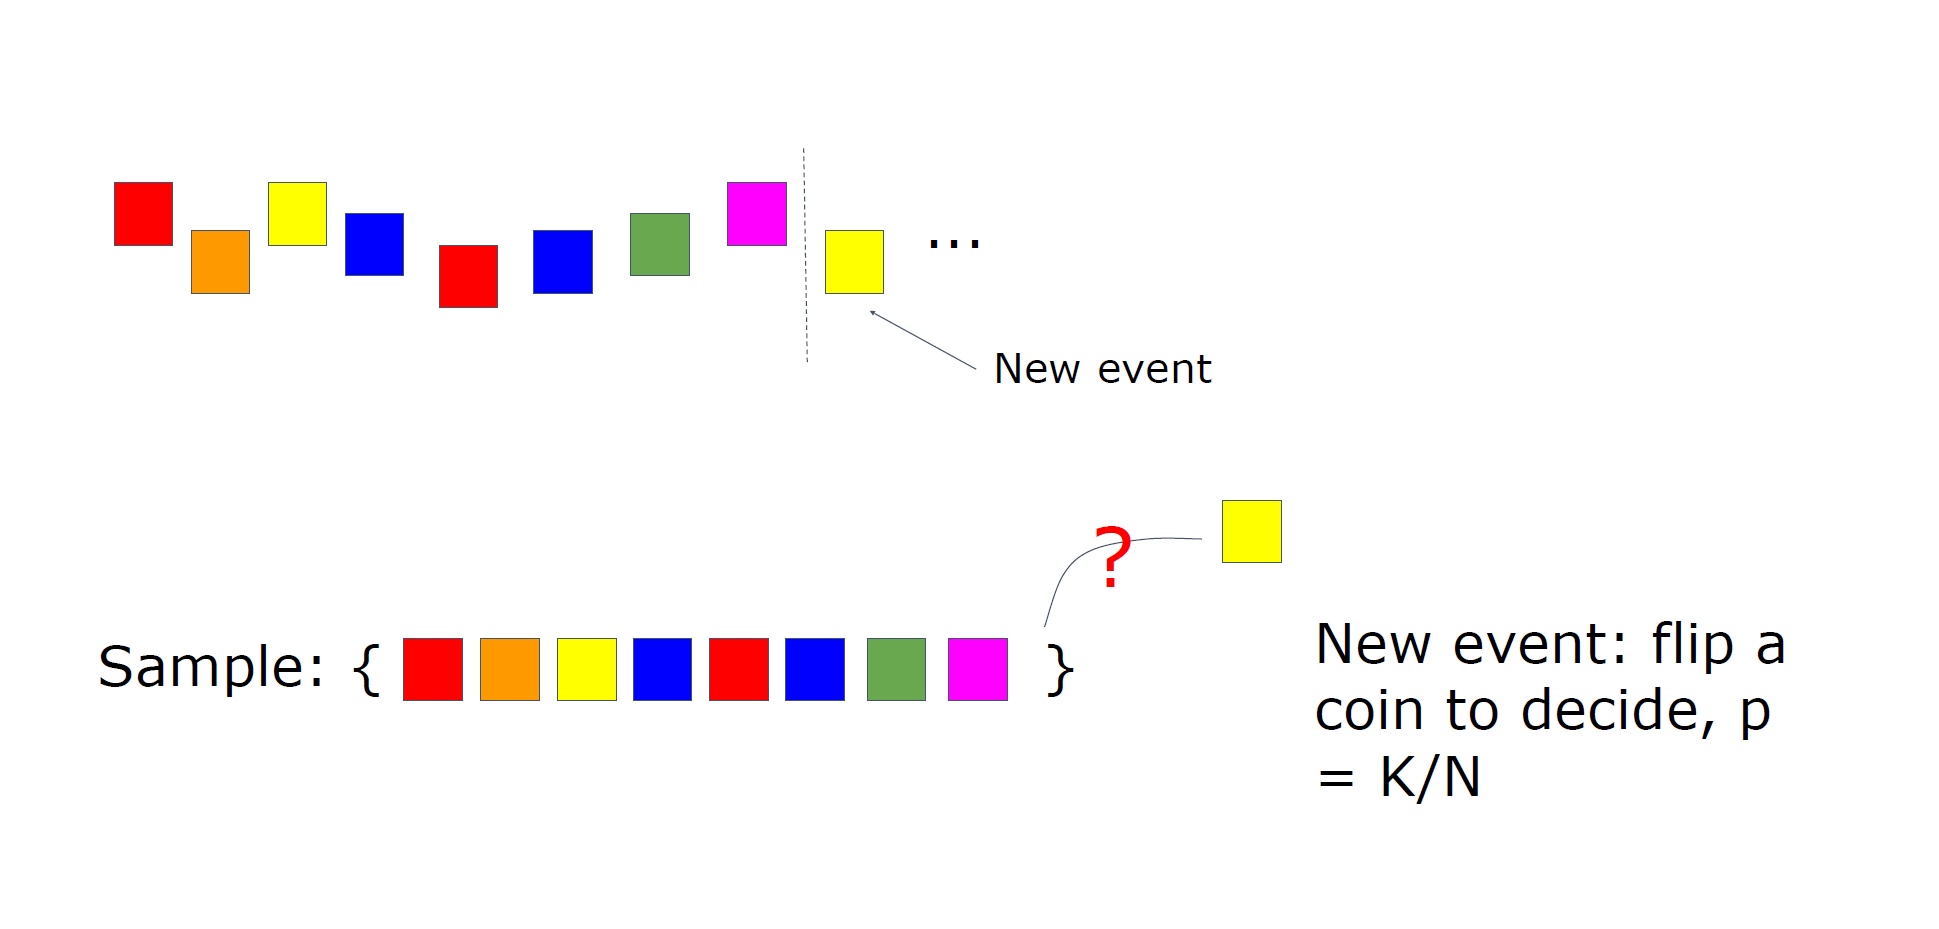 ...
New event
?
Sample: { }
New event: flip a
coin to decide, p
= K/N